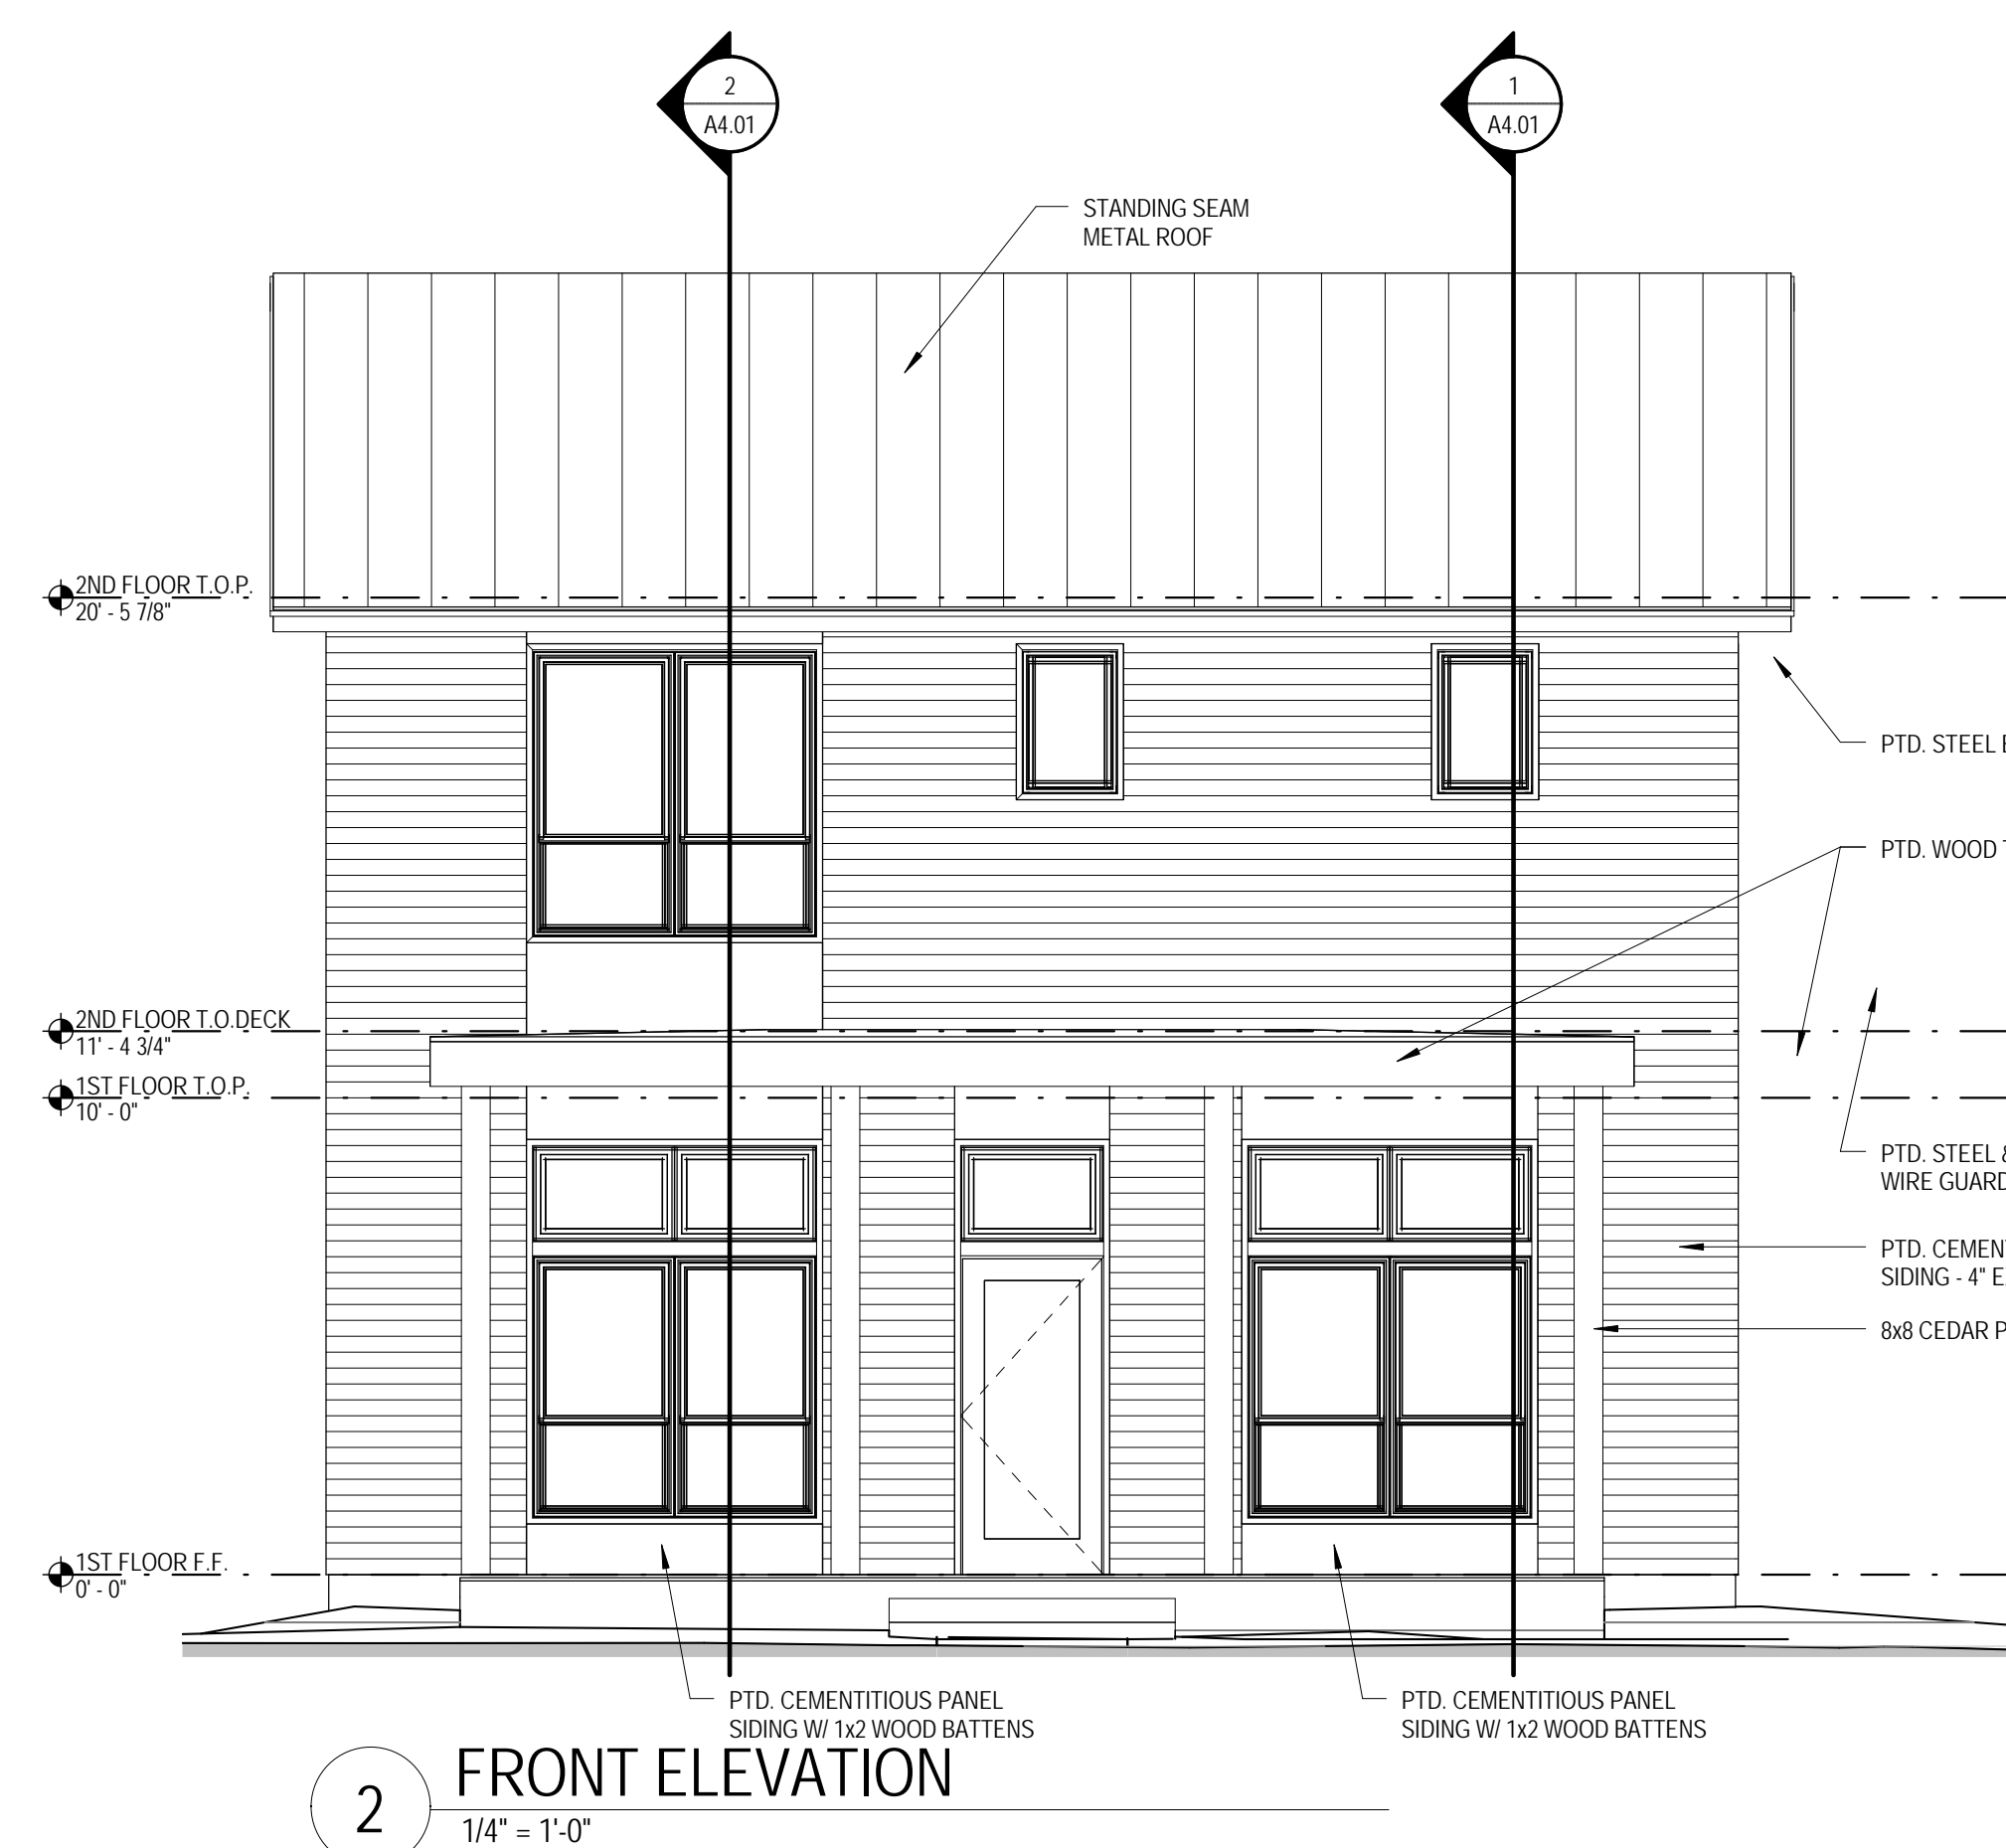 2
A4.01
1
A4.01
STANDING SEAM
METAL ROOF
2ND FLOOR T.O.P.
20' - 5 7/8"
PTD. STEEL
PTD. WOOD
2ND FLOOR T.O.DECK
11' - 4 3/4"
1ST FLOOR T.O.P.
10' - 0"
PTD. STEEL &
WIRE GUARD
PTD. CEMENT
SIDING - 4" E
8x8 CEDAR P
1ST FLOOR F.F.
0' - 0"
PTD. CEMENTITIOUS PANEL
SIDING W/ 1x2 WOOD BATTENS
PTD. CEMENTITIOUS PANEL
SIDING W/ 1x2 WOOD BATTENS
2
FRONT ELEVATION
1/4" = 1'-0"